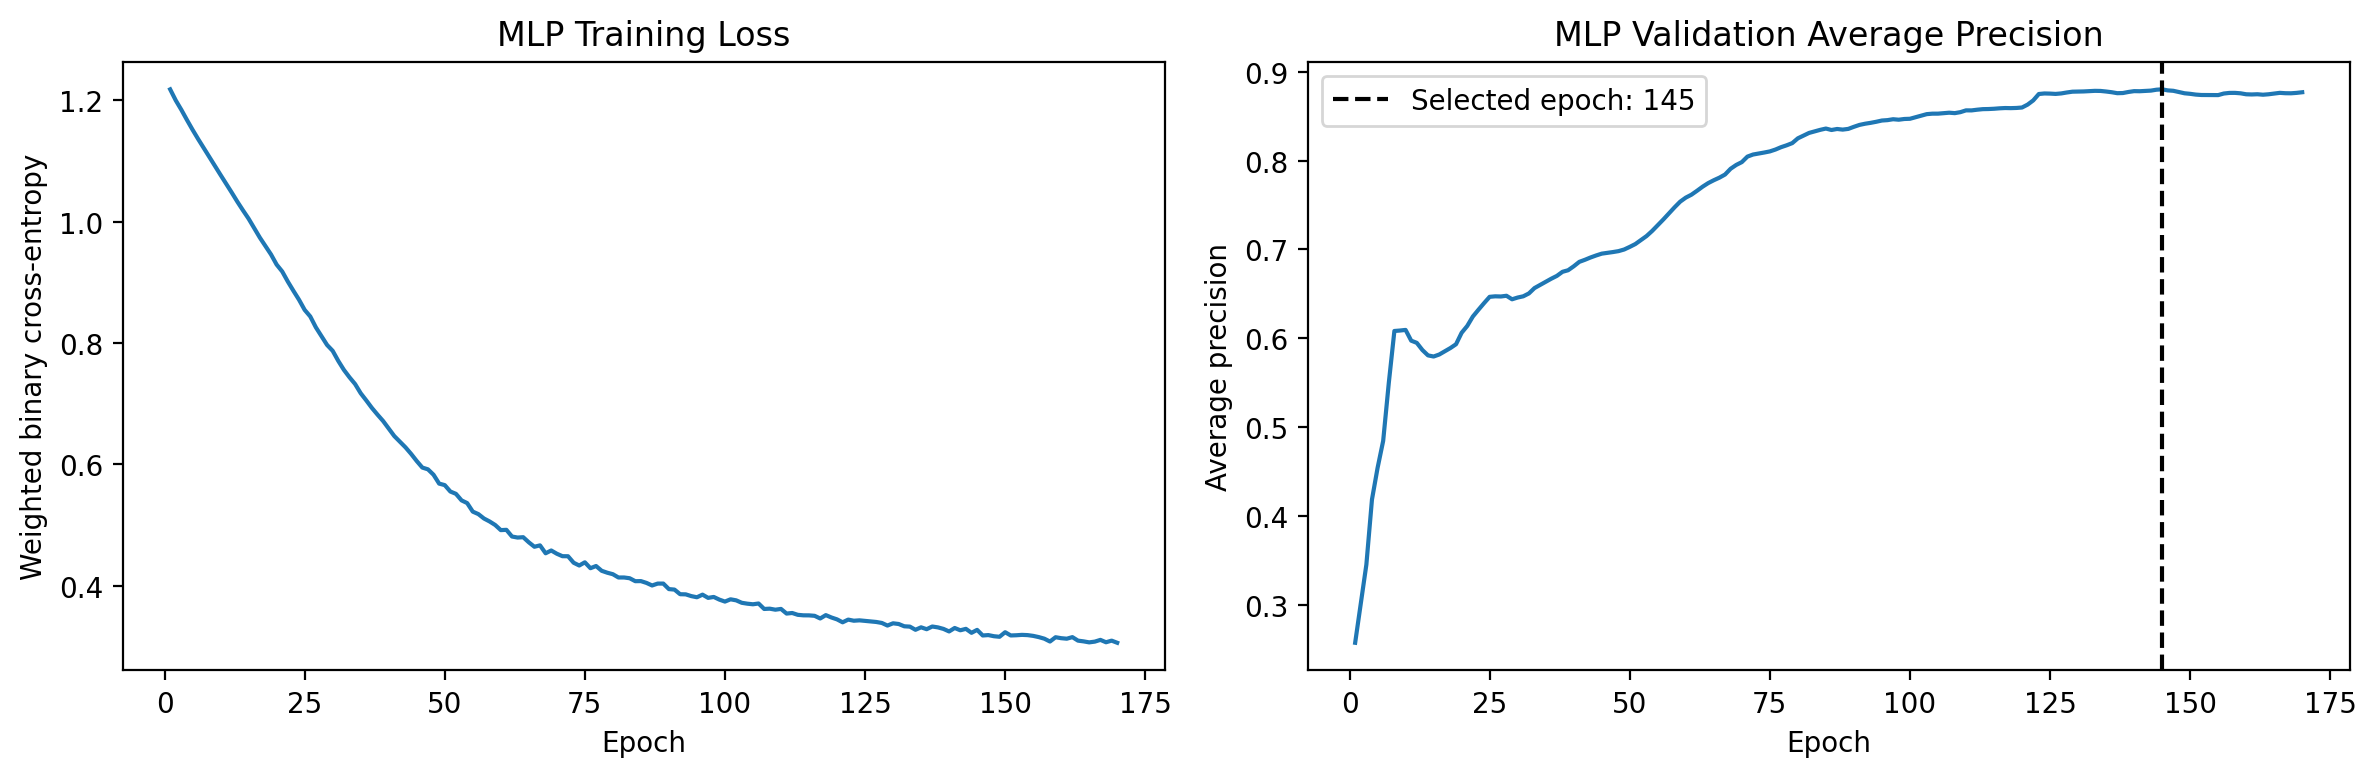 MLP Training Loss
Weighted binary cross-entropy
1.2
1.0
0.8
0.6
0.4
0 25 50 75 100 125 150 175
Epoch
MLP Validation Average Precision
Selected epoch: 145
Average precision
0.9
0.8
0.7
0.6
0.5
0.4
0.3
0 25 50 75 100 125 150 175
Epoch